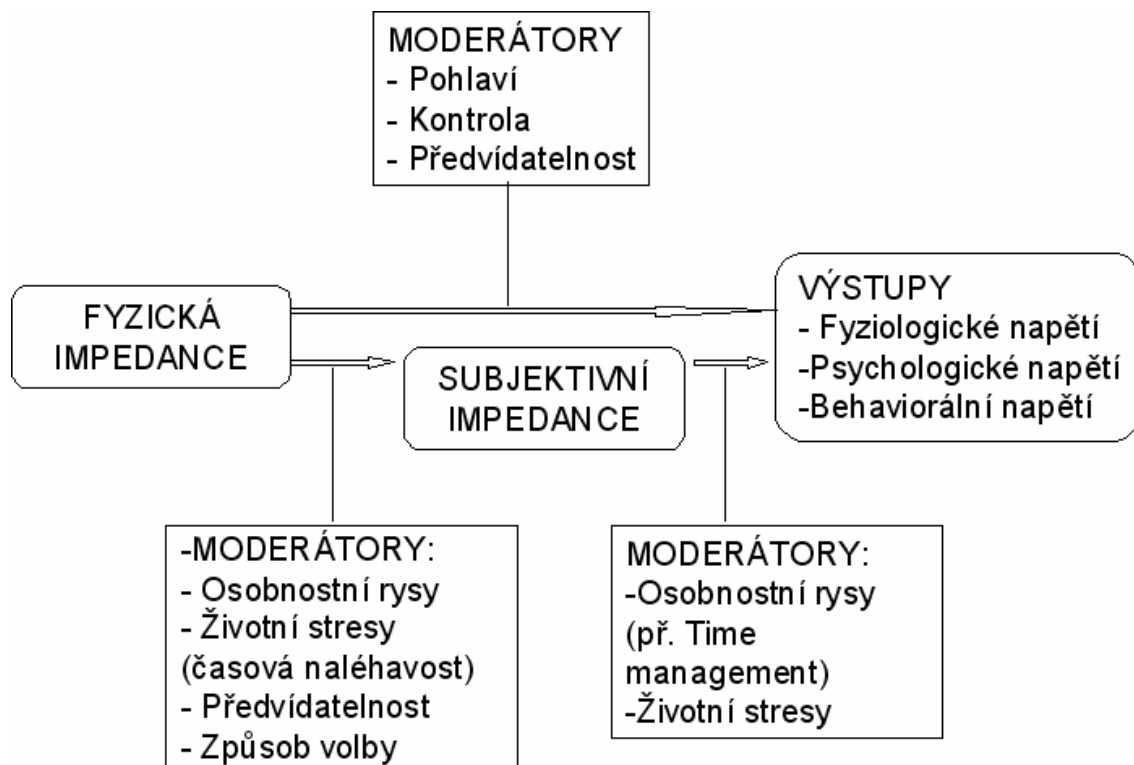 MODERÁTORY
- Pohlaví
- Kontrola
- Předvídatelnost
FYZICKÁ
IMPEDANCE
SUBJEKTIVNÍ
IMPEDANCE
VÝSTUPY
- Fyziologické napětí
-Psychologické napětí
-Behaviorální napětí
-MODERÁTORY:
- Osobnostní rysy
- Životní stresy
(časová naléhavost)
- Předvídatelnost
- Způsob volby
MODERÁTORY:
-Osobnostní rysy
(př. Time
management)
-Životní stresy